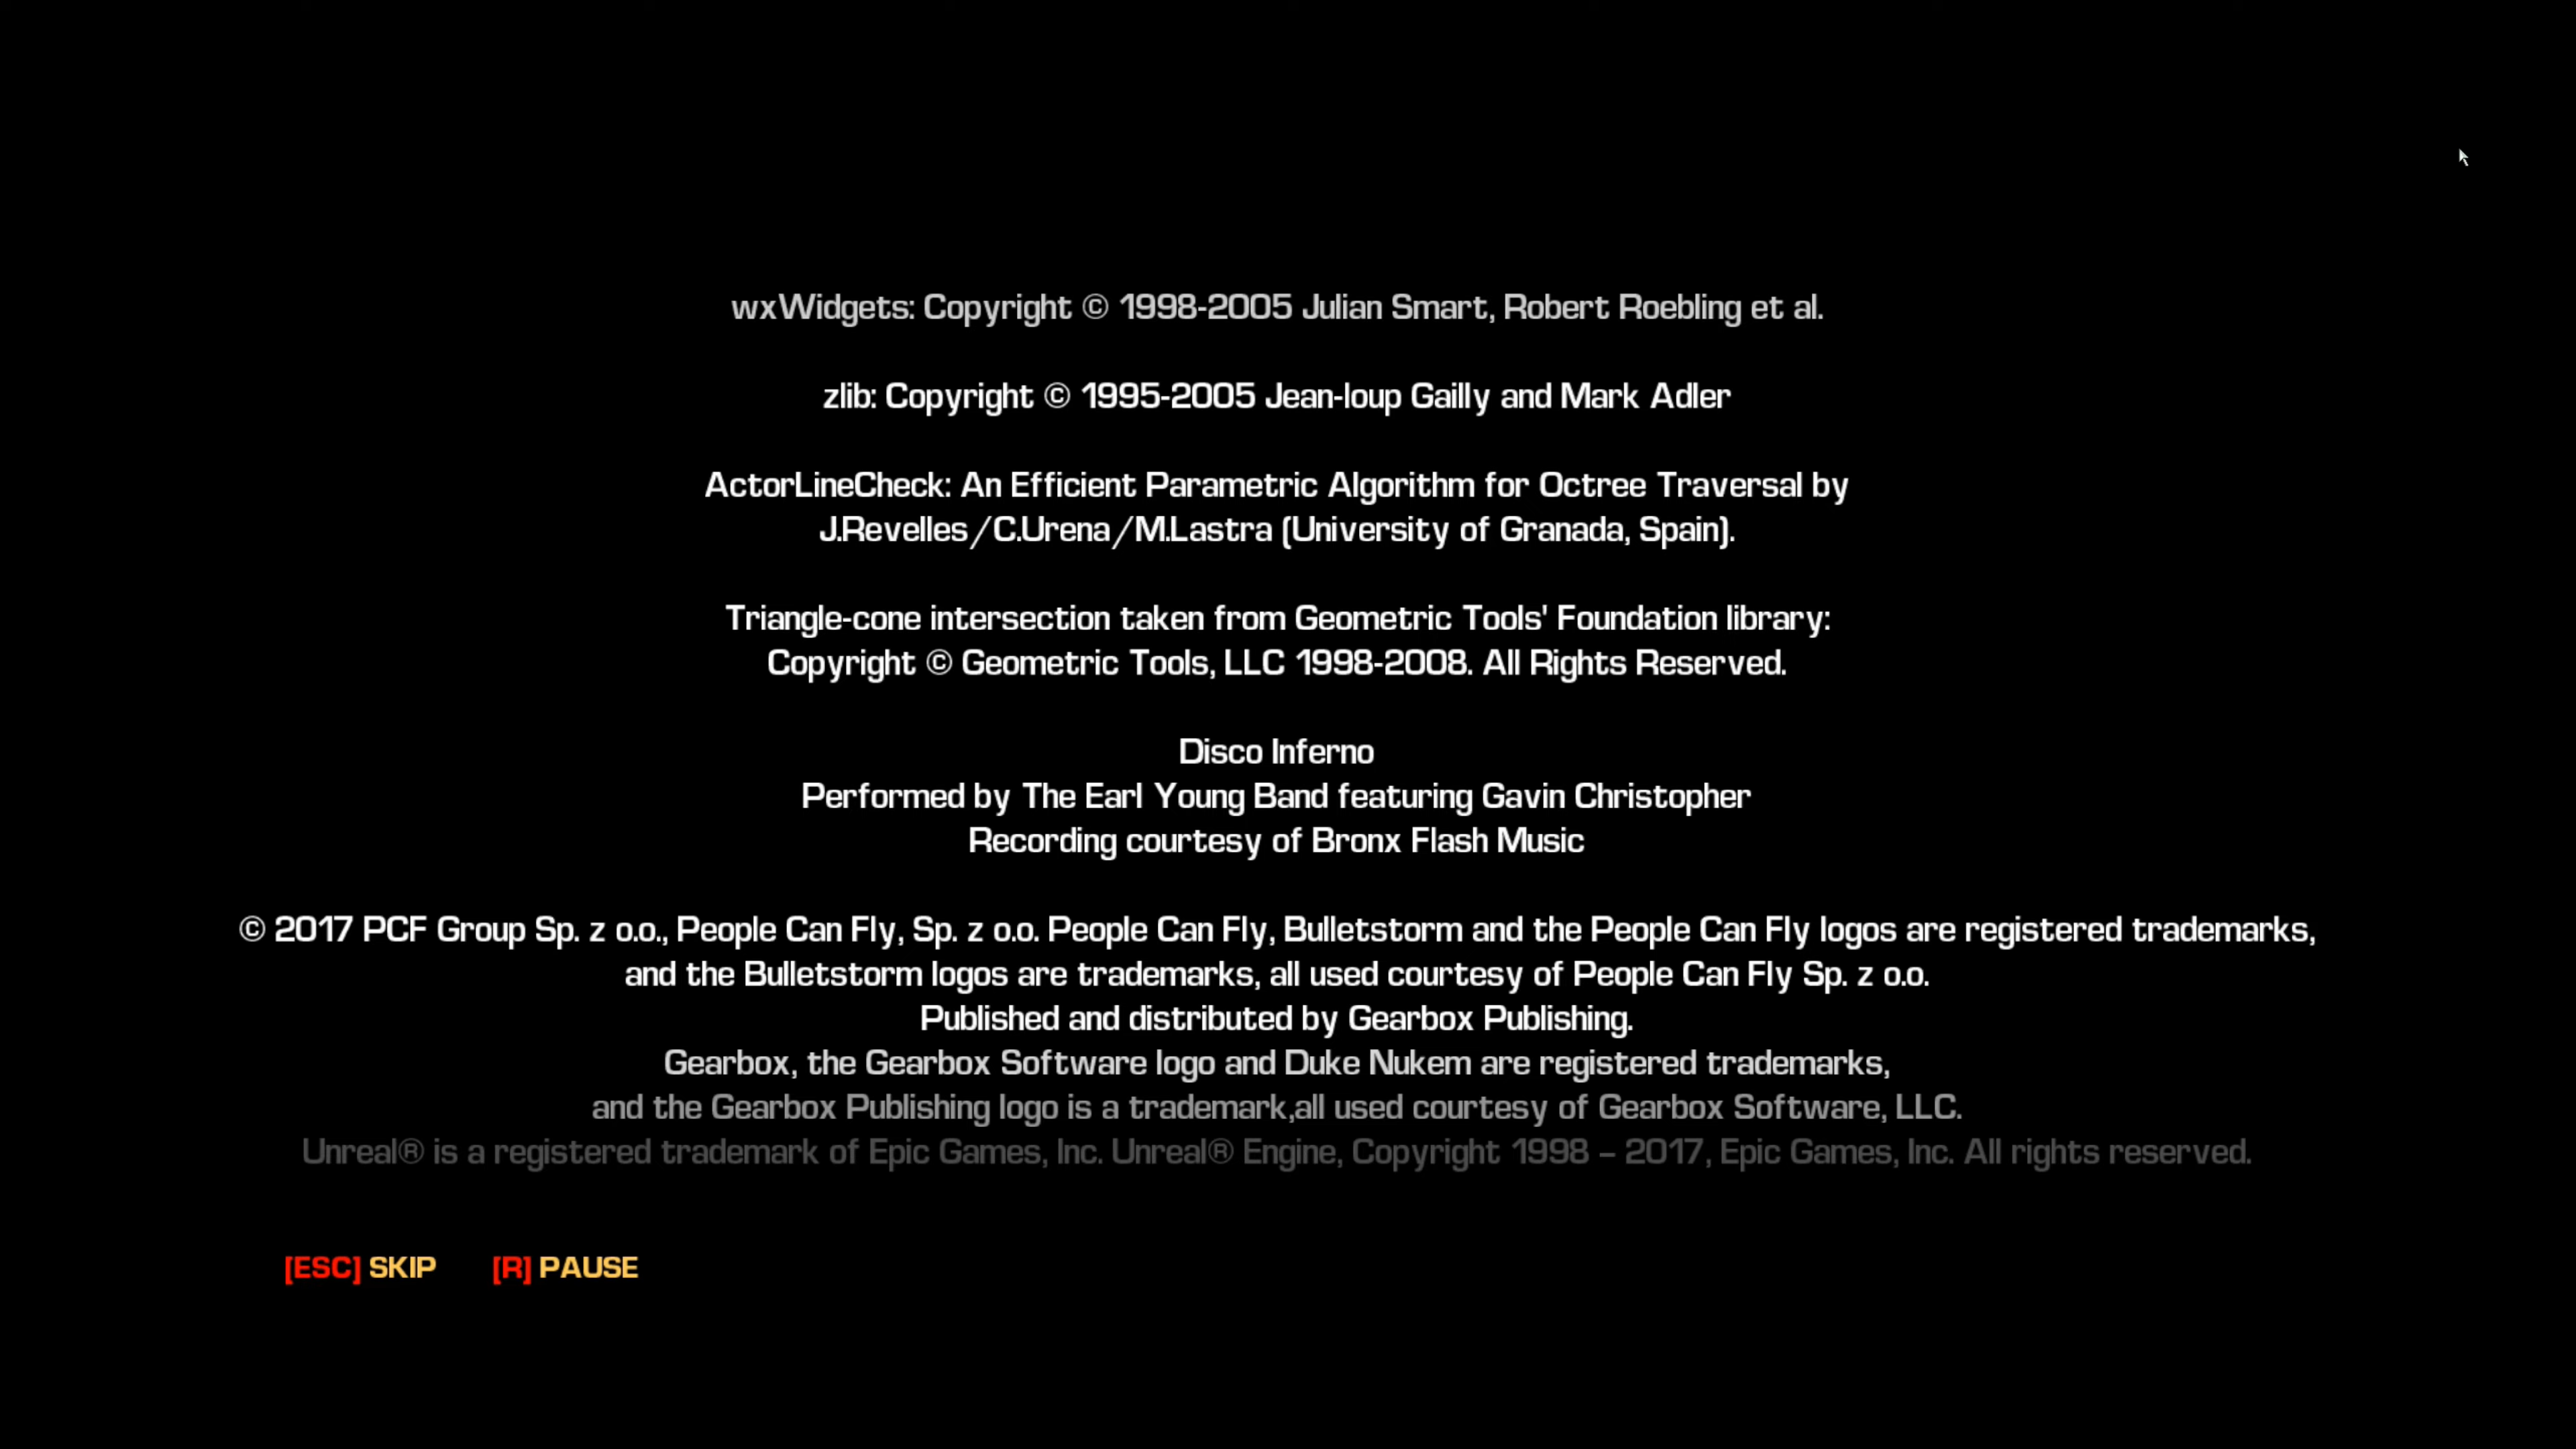 wxWidgets: Copyright © 1998-2005 Julian Smart, Robert Roebling et al.
zlib: Copyright © 1995-2005 Jean-loup Gailly and Mark Adler
ActorLineCheck: An Efficient Parametric Algorithm for Octree Traversal by
J.Revelles/C.Urena/M.Lastra (University of Granada, Spain).
Triangle-cone intersection taken from Geometric Tools' Foundation library:
Copyright © Geometric Tools, LLC 1998-2008. All Rights Reserved.
Disco Inferno
Performed by The Earl Young Band featuring Gavin Christopher
Recording courtesy of Bronx Flash Music
© 2017 PCF Group Sp. z o.o., People Can Fly, Sp. z o.o. People Can Fly, Bulletstorm and the People Can Fly logos are registered trademarks,
and the Bulletstorm logos are trademarks, all used courtesy of People Can Fly Sp. z o.o.
Published and distributed by Gearbox Publishing.
Gearbox, the Gearbox Software logo and Duke Nukem are registered trademarks,
and the Gearbox Publishing logo is a trademark,all used courtesy of Gearbox Software, LLC.
Unreal® is a registered trademark of Epic Games, Inc. Unreal® Engine, Copyright 1998 – 2017, Epic Games, Inc. All rights reserved.
[ESC] SKIP [R] PAUSE